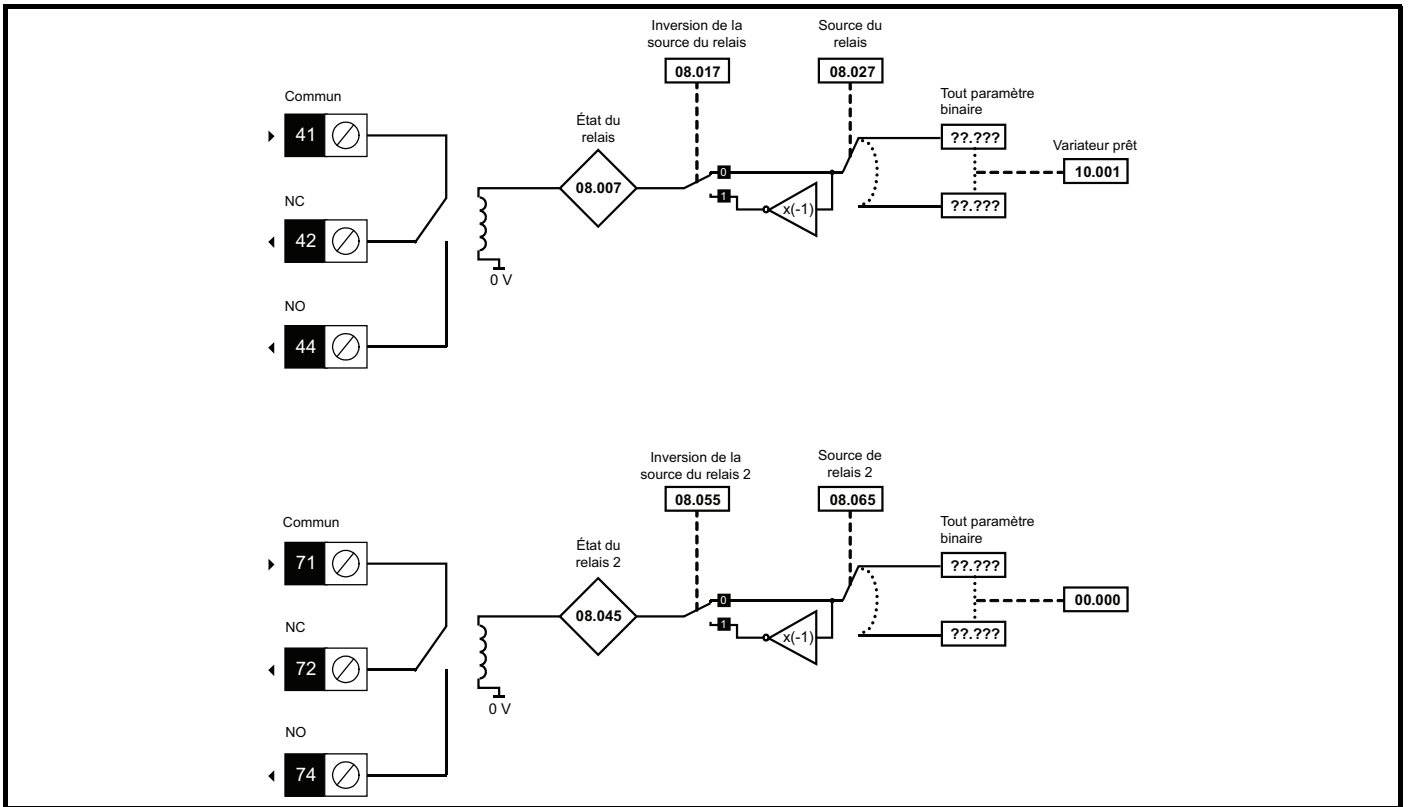 Inversion de la
source du relais
08.017
Source du
relais
08.027
Tout paramètre
binaire
??.???
??.???
Variateur prêt
10.001
Commun
41
NC
42
NO
44
État du
relais
08.007
0 V
0
1
x(-1)
Inversion de la
source du relais 2
08.055
Source de
relais 2
08.065
Tout paramètre
binaire
??.???
??.???
00.000
Commun
71
NC
72
NO
74
État du
relais 2
08.045
0 V
0
1
x(-1)